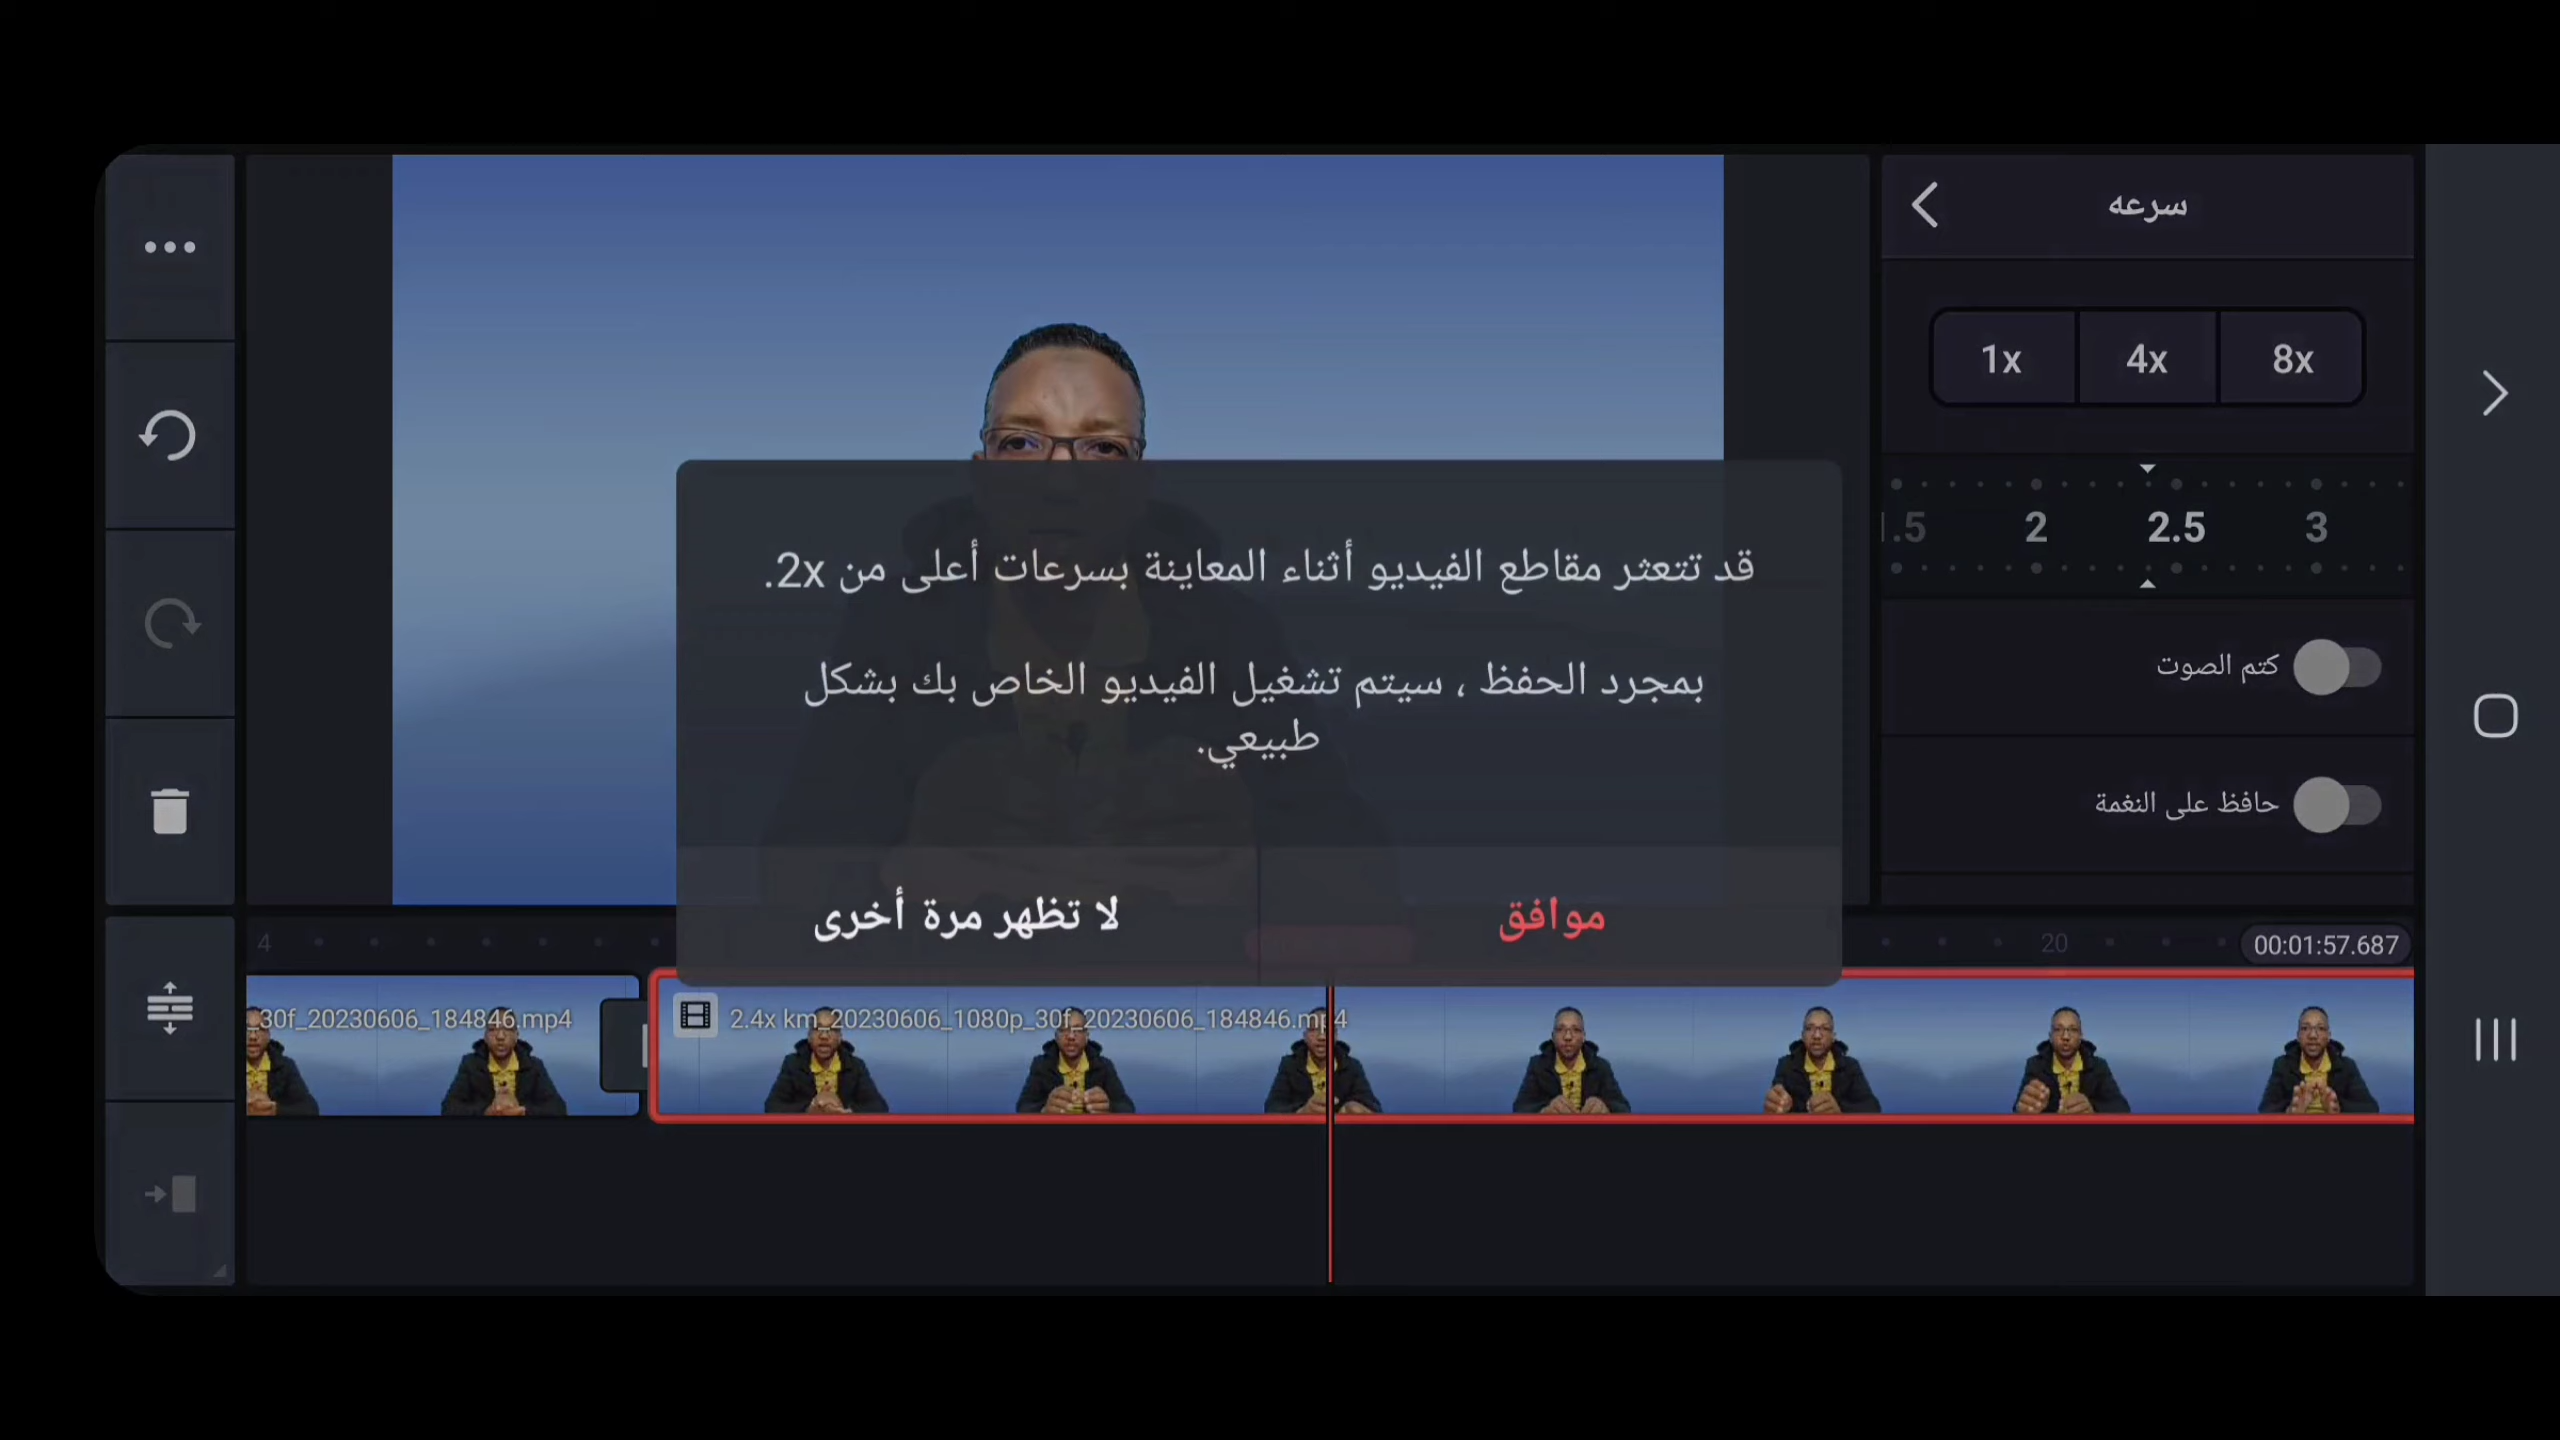 سرعه
1x 4x 8x
.5 2 2.5 3
كتم الصوت
حافظ على النغمة
قد تتعثر مقاطع الفيديو أثناء المعاينة بسرعات أعلى من 2x.
بمجرد الحفظ ، سيتم تشغيل الفيديو الخاص بك بشكل
طبيعي.
موافق
لا تظهر مرة أخرى
4 20 00:01:57.687
_30f_20230606_184846.mp4
2.4x km_20230606_1080p_30f_20230606_184846.mp4